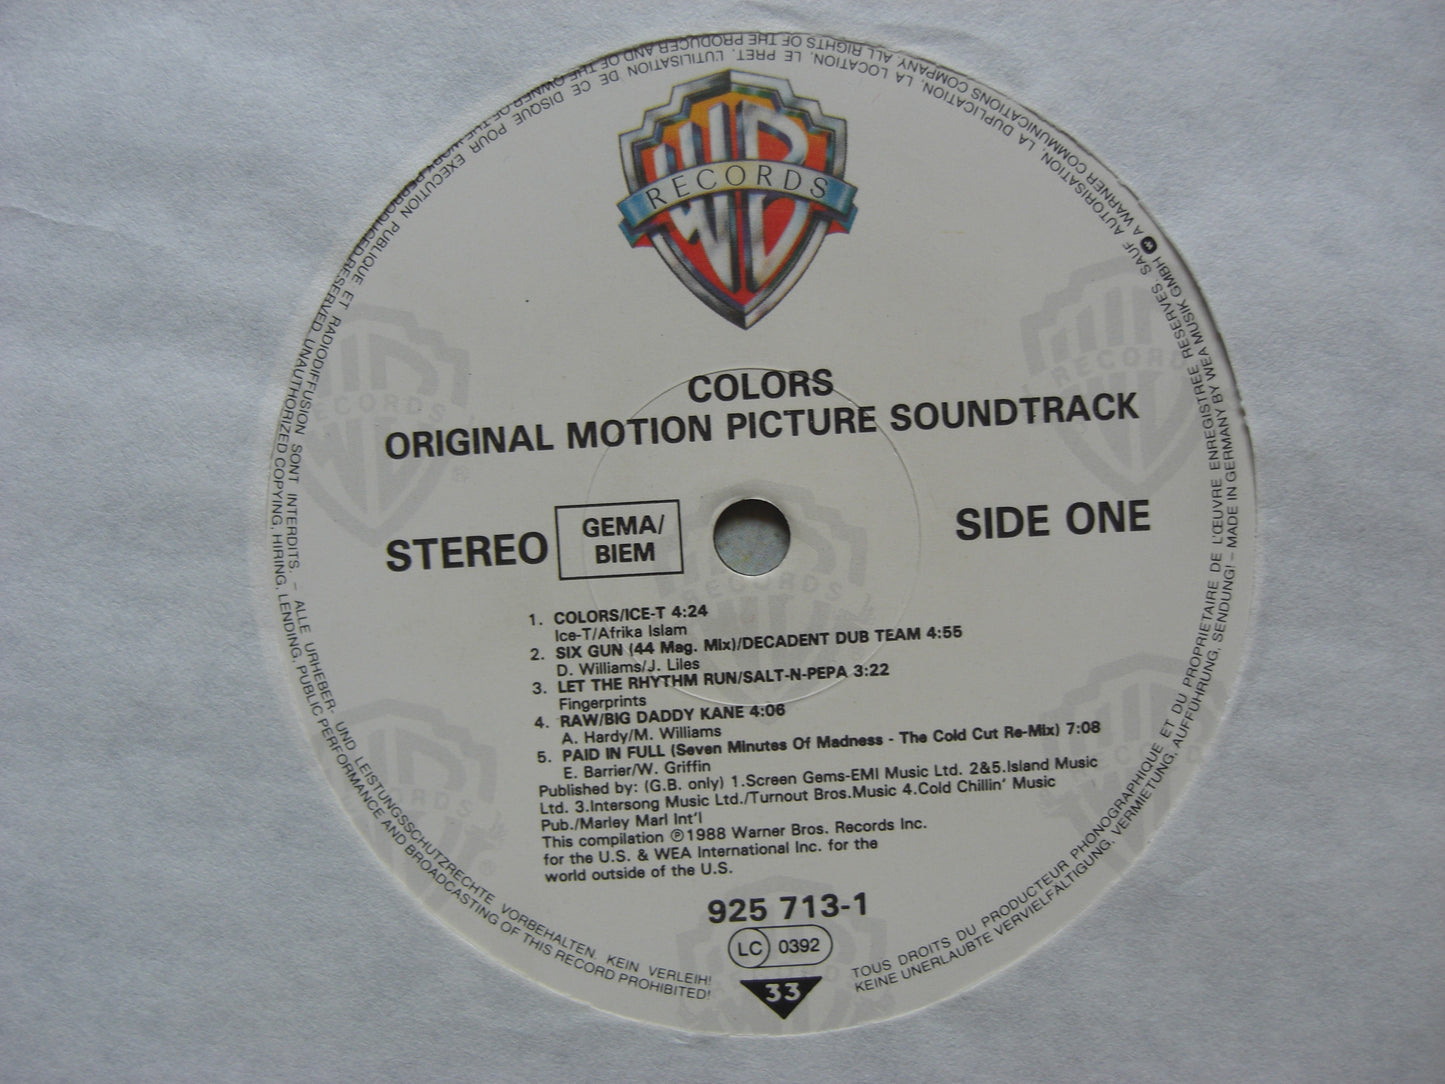 RECORDS
COLORS
ORIGINAL MOTION PICTURE SOUNDTRACK
STEREO
GEMA/
BIEM
SIDE ONE
1. COLORS/ICE-T 4:24
Ice-T/Afrika Islam
2. SIX GUN (44 Mag. Mix)/DECADENT DUB TEAM 4:55
D. Williams/J. Liles
3. LET THE RHYTHM RUN/SALT-N-PEPA 3:22
Fingerprints
4. RAW/BIG DADDY KANE 4:06
A. Hardy/M. Williams
5. PAID IN FULL (Seven Minutes Of Madness - The Cold Cut Re-Mix) 7:08
E. Barrier/W. Griffin
Published by: (G.B. only) 1.Screen Gems-EMI Music Ltd. 2&5.Island Music
Ltd. 3.Intersong Music Ltd./Turnout Bros.Music 4.Cold Chillin' Music
Pub./Marley Marl Int'l
This compilation ℗1988 Warner Bros. Records Inc.
for the U.S. & WEA International Inc. for the
world outside of the U.S.
925 713-1
LC 0392
33
TOUS DROITS DU PRODUCTEUR PHONOGRAPHIQUE ET DU PROPRIETAIRE DE L'ŒUVRE ENREGISTREE RESERVES. SAUF AUTORISATION, LA DUPLICATION, LA LOCATION, LE PRET, L'UTILISATION DE CE DISQUE POUR EXECUTION PUBLIQUE ET RADIODIFFUSION SONT INTERDITS. – ALLE URHEBER- UND LEISTUNGSSCHUTZRECHTE VORBEHALTEN. KEIN VERLEIH!
KEINE UNERLAUBTE VERVIELFÄLTIGUNG, VERMIETUNG, AUFFÜHRUNG, SENDUNG! – MADE IN GERMANY BY WEA MUSIK GMBH A WARNER COMMUNICATIONS COMPANY. ALL RIGHTS OF THE PRODUCER AND OF THE OWNER OF THE WORK REPRODUCED RESERVED. UNAUTHORIZED COPYING, HIRING, LENDING, PUBLIC PERFORMANCE AND BROADCASTING OF THIS RECORD PROHIBITED!